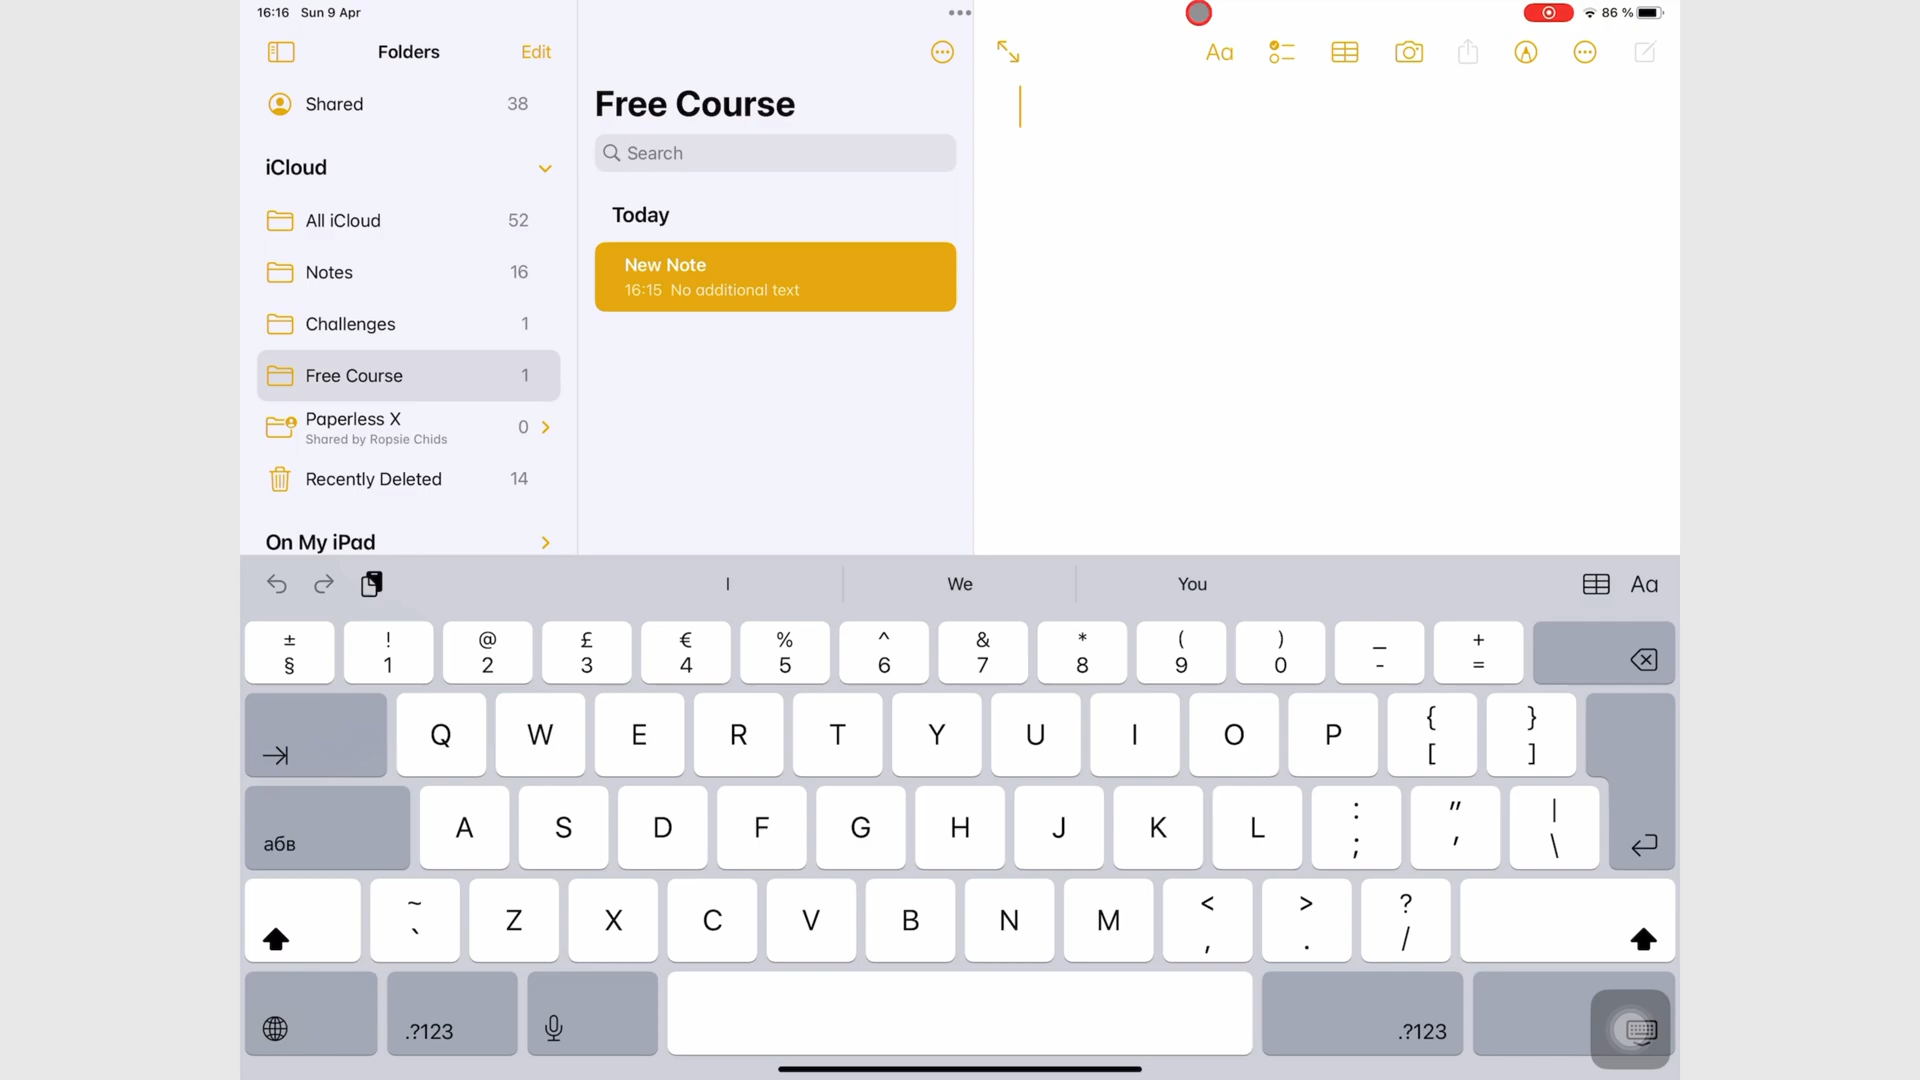 16:16 Sun 9 Apr
86 %
Folders
Edit
Shared 38
iCloud
All iCloud 52
Notes 16
Challenges 1
Free Course 1
Paperless X 0
Shared by Ropsie Chids
Recently Deleted 14
On My iPad
Free Course
Search
Today
New Note
16:15 No additional text
Aa
I We You
Aa
± ! @ £ € % ^ & * ( ) _ +
§ 1 2 3 4 5 6 7 8 9 0 - =
Q W E R T Y U I O P { [ } ]
абв A S D F G H J K L : ; " ' | \
~ ` Z X C V B N M < , > . ? /
.?123 .?123